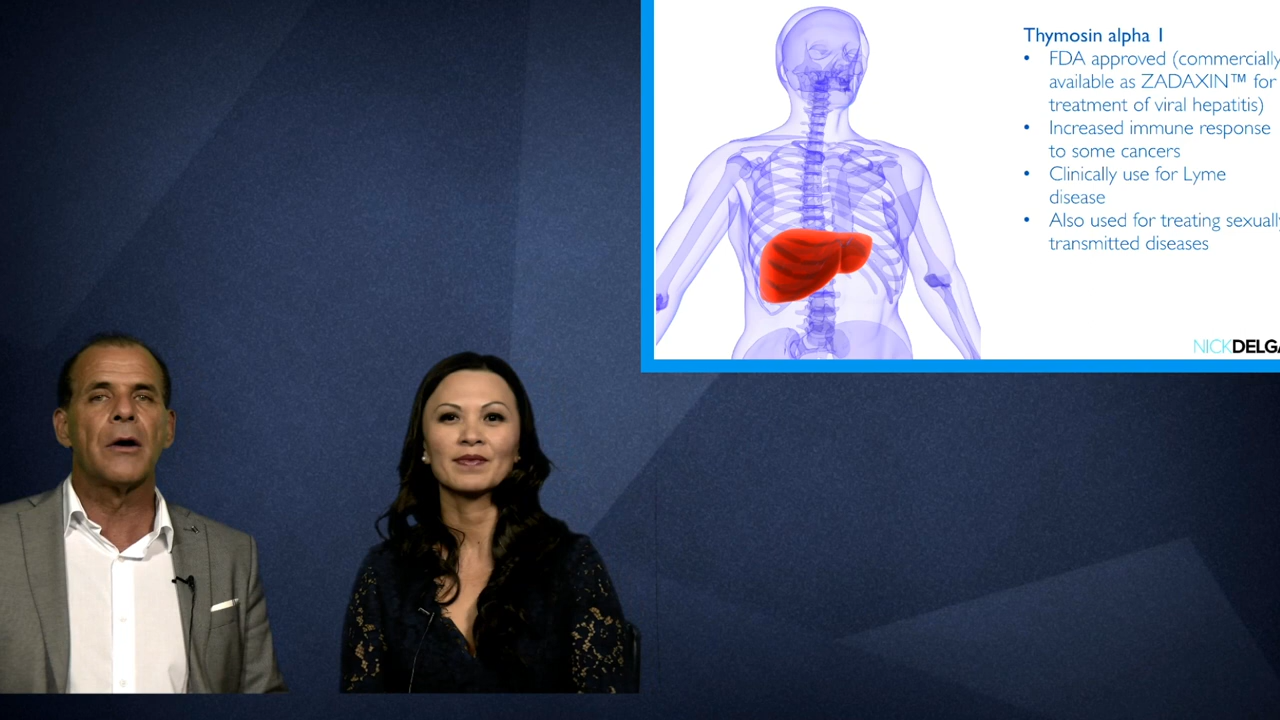 Thymosin alpha 1
• FDA approved (commercially
available as ZADAXIN™ for
treatment of viral hepatitis)
• Increased immune response
to some cancers
• Clinically use for Lyme
disease
• Also used for treating sexually
transmitted diseases
NICKDELGA